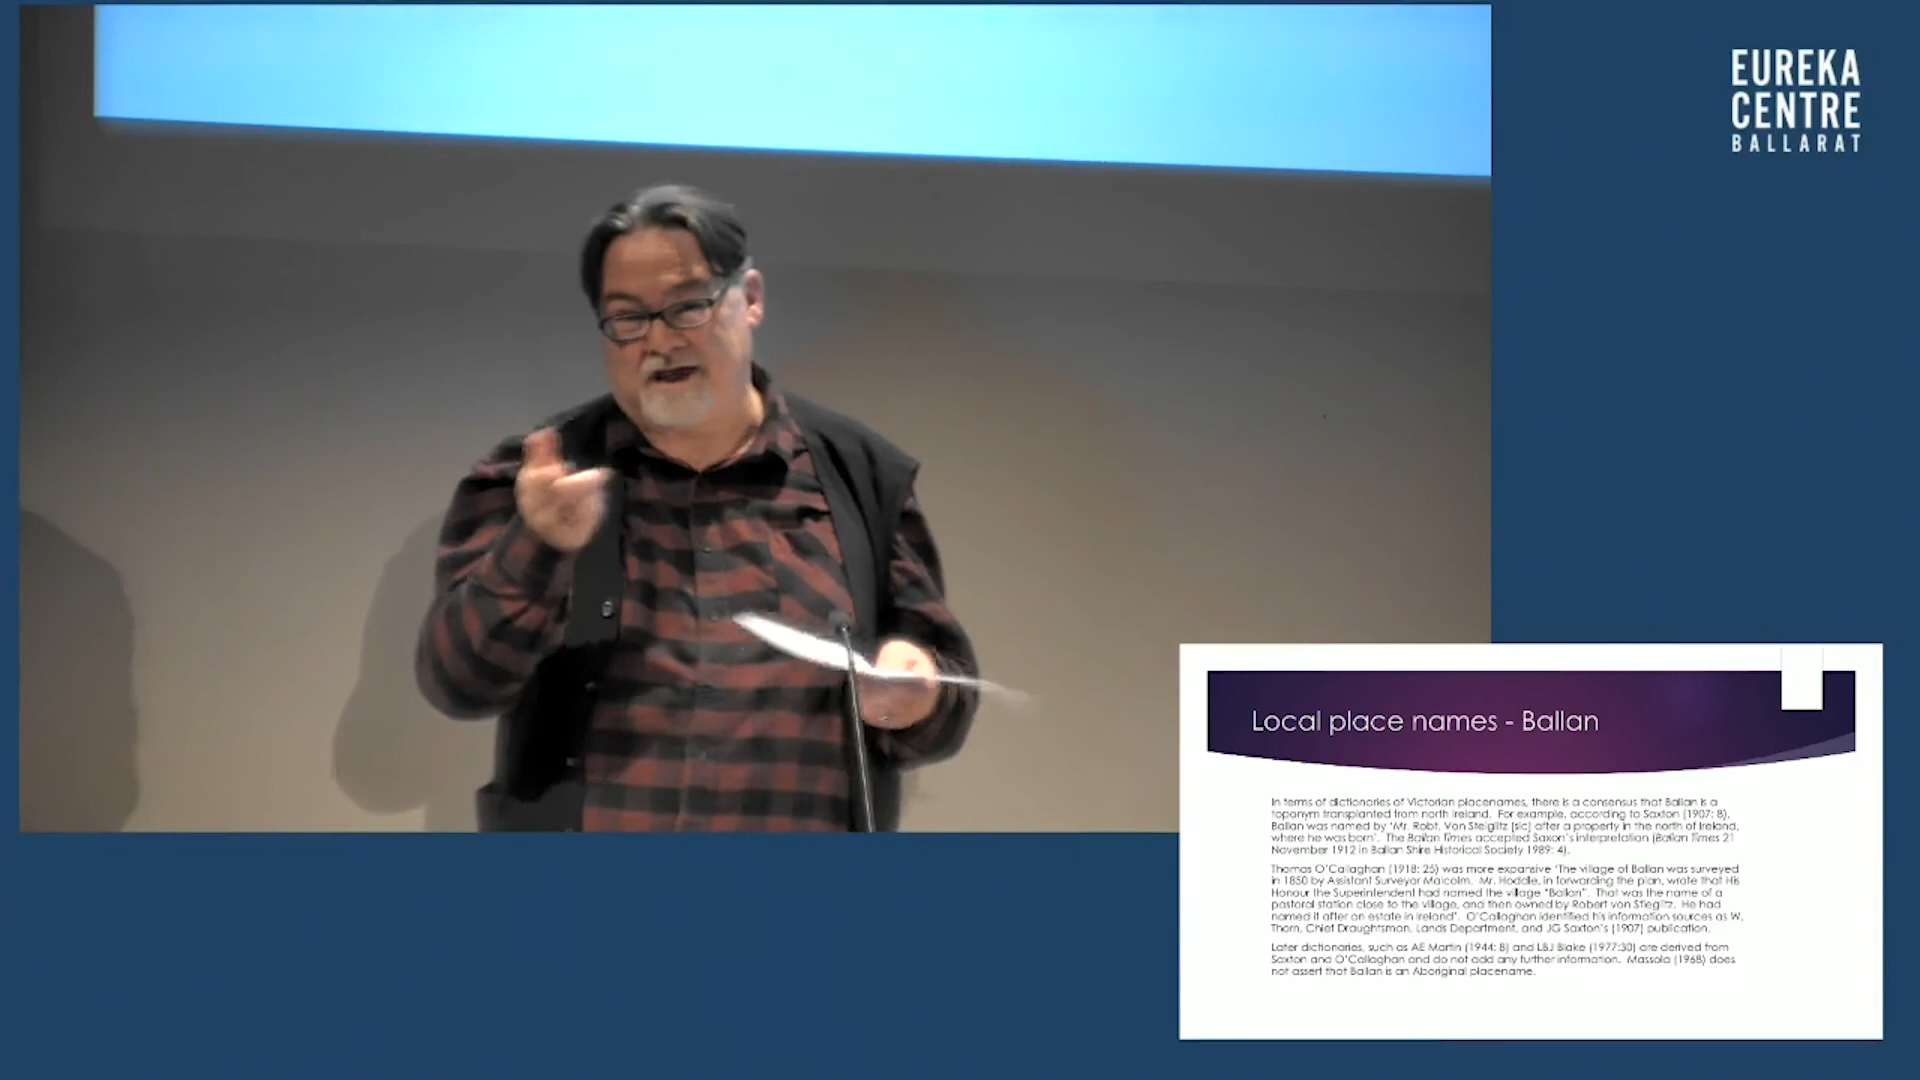 EUREKA
CENTRE
BALLARAT
Local place names - Ballan
In terms of dictionaries of Victorian placenames, there is a consensus that Ballan is a
toponym transplanted from north Ireland. For example, according to Saxton (1907: 8),
Ballan was named by 'Mr. Robt. Von Steiglitz [sic] after a property in the north of Ireland,
where he was born'. The Ballan Times accepted Saxon's interpretation (Ballan Times 21
November 1912 in Ballan Shire Historical Society 1989: 4).
Thomas O'Callaghan (1918: 25) was more expansive 'The village of Ballan was surveyed
in 1850 by Assistant Surveyor Malcolm. Mr. Hoddle, in forwarding the plan, wrote that His
Honour the Superintendent had named the village "Ballan". That was the name of a
pastoral station close to the village, and then owned by Robert von Stieglitz. He had
named it after an estate in Ireland'. O'Callaghan identified his information sources as W.
Thorn, Chief Draughtsman, Lands Department, and JG Saxton's (1907) publication.
Later dictionaries, such as AE Martin (1944: 8) and LBJ Blake (1977:30) are derived from
Saxton and O'Callaghan and do not add any further information. Massola (1968) does
not assert that Ballan is an Aboriginal placename.